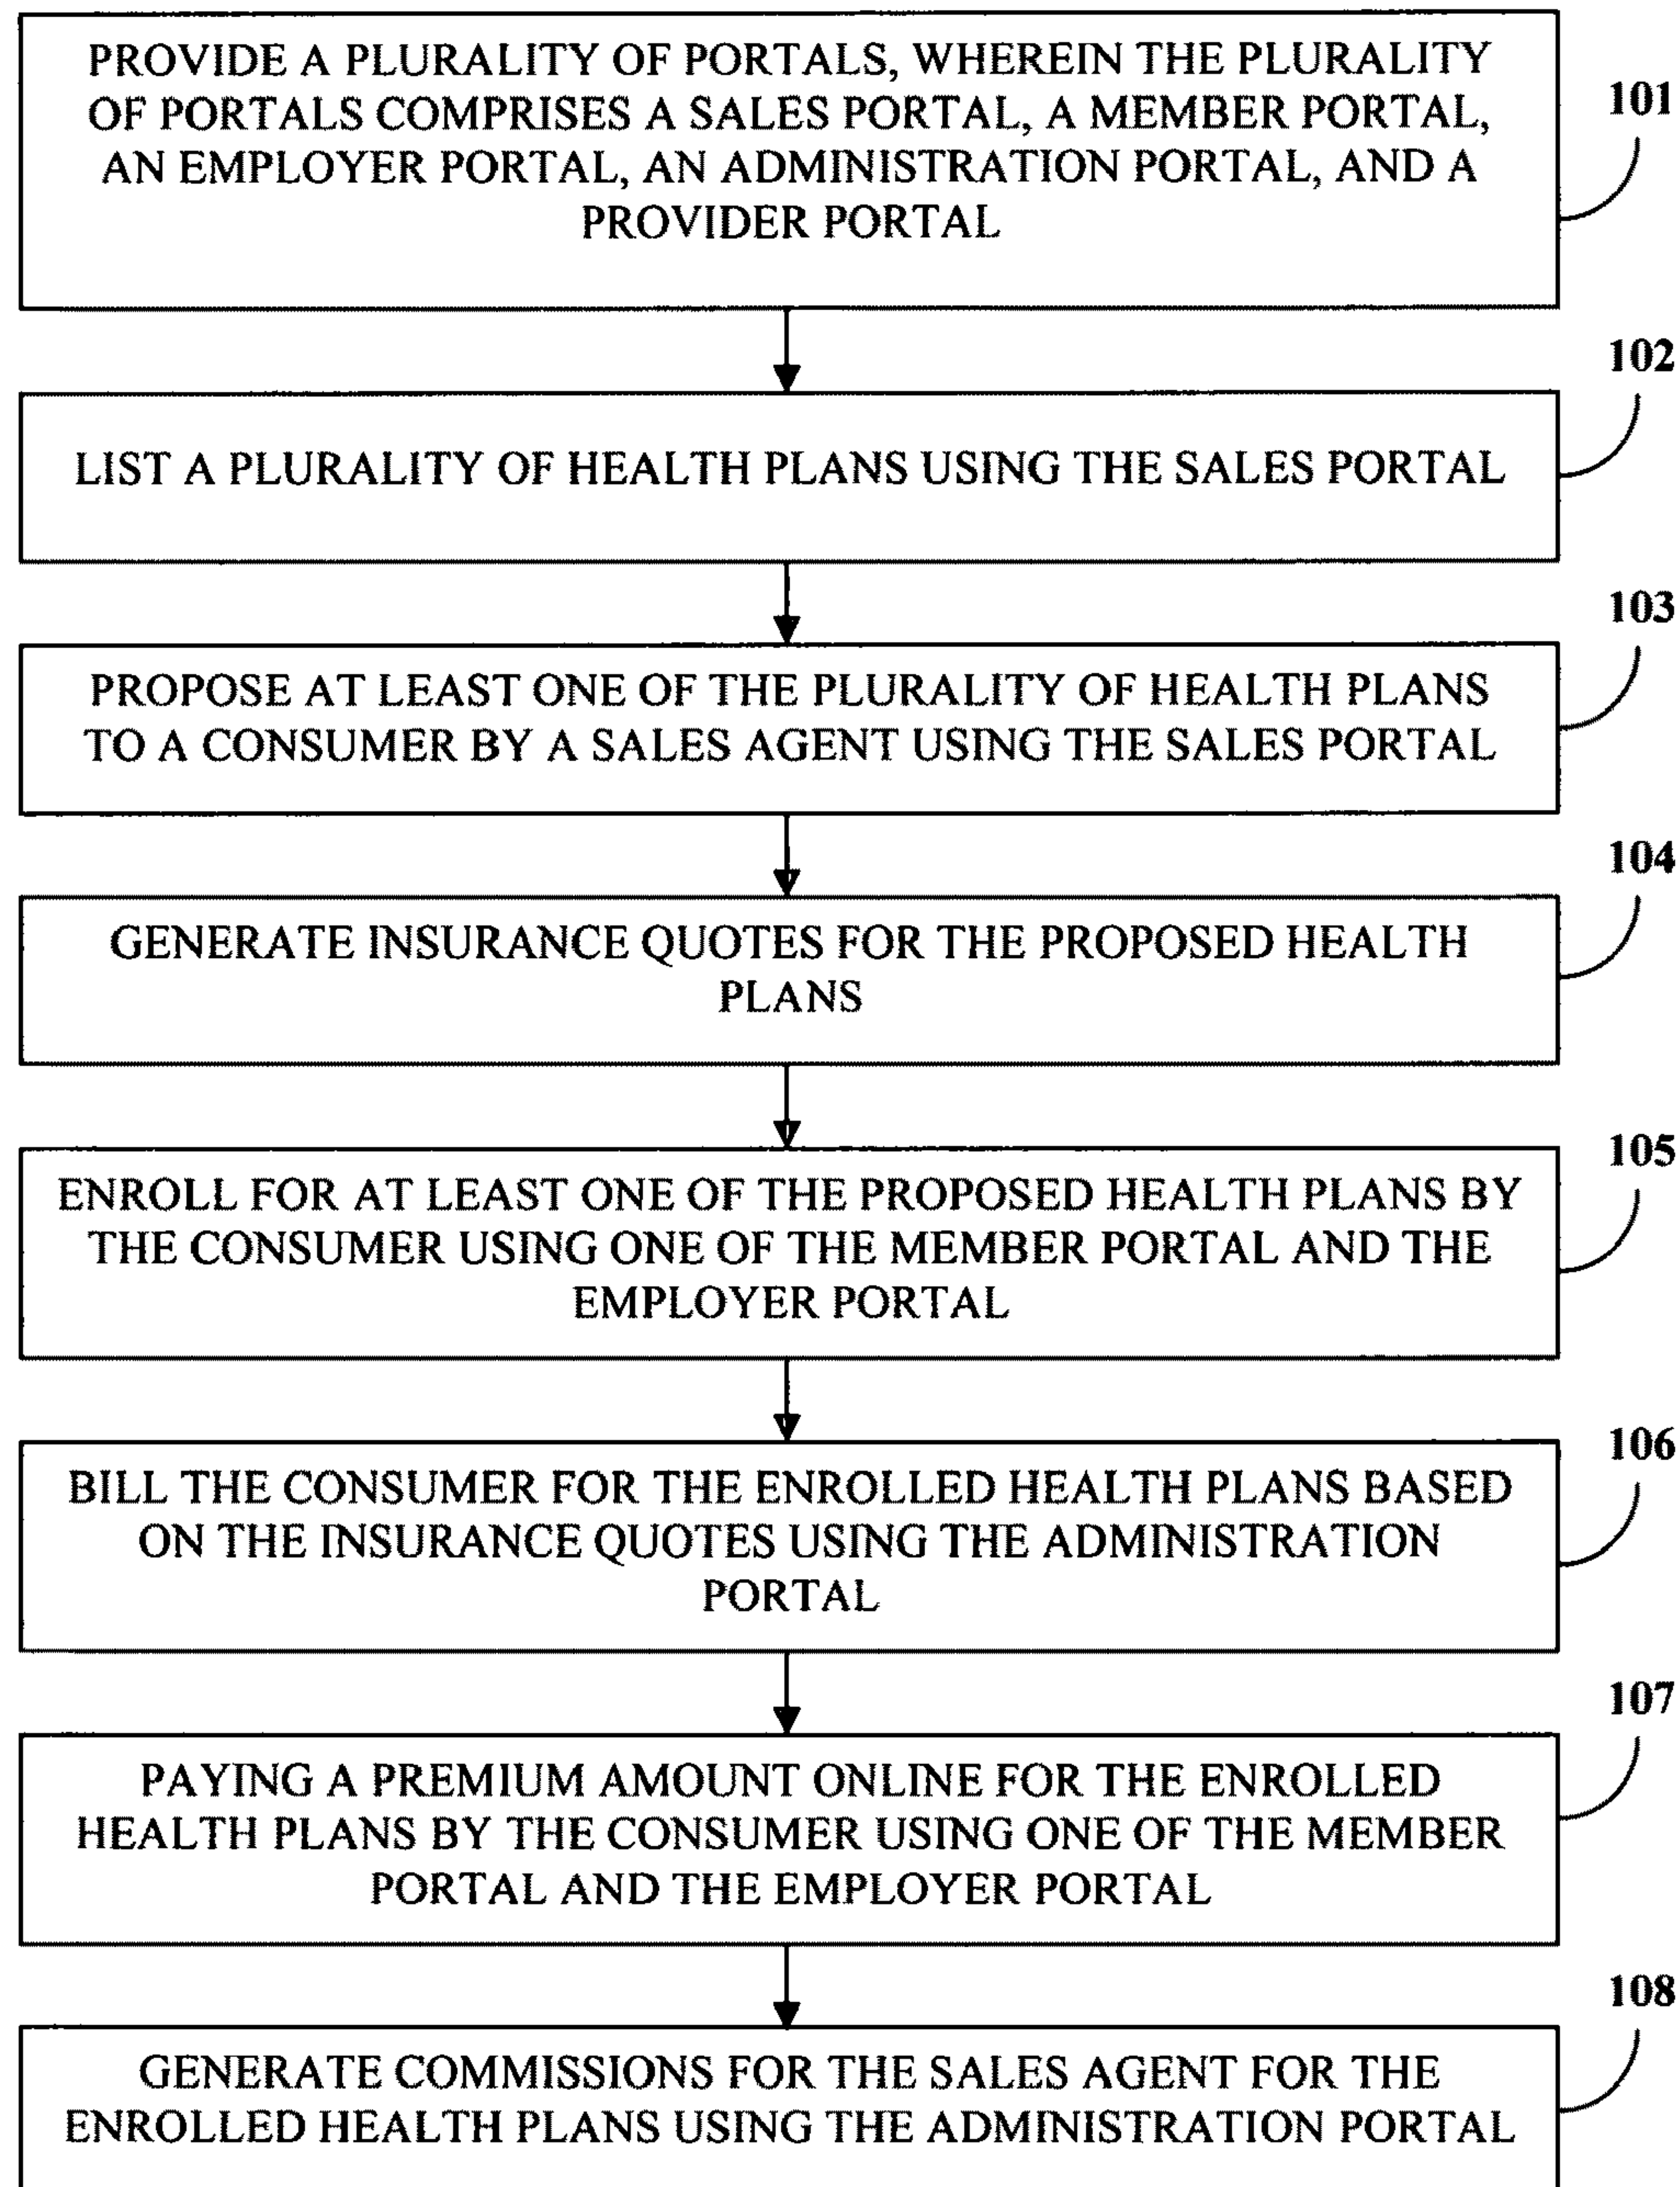 PROVIDE A PLURALITY OF PORTALS, WHEREIN THE PLURALITY
OF PORTALS COMPRISES A SALES PORTAL, A MEMBER PORTAL,
AN EMPLOYER PORTAL, AN ADMINISTRATION PORTAL, AND A
PROVIDER PORTAL
101
LIST A PLURALITY OF HEALTH PLANS USING THE SALES PORTAL
102
PROPOSE AT LEAST ONE OF THE PLURALITY OF HEALTH PLANS
TO A CONSUMER BY A SALES AGENT USING THE SALES PORTAL
103
GENERATE INSURANCE QUOTES FOR THE PROPOSED HEALTH
PLANS
104
ENROLL FOR AT LEAST ONE OF THE PROPOSED HEALTH PLANS BY
THE CONSUMER USING ONE OF THE MEMBER PORTAL AND THE
EMPLOYER PORTAL
105
BILL THE CONSUMER FOR THE ENROLLED HEALTH PLANS BASED
ON THE INSURANCE QUOTES USING THE ADMINISTRATION
PORTAL
106
PAYING A PREMIUM AMOUNT ONLINE FOR THE ENROLLED
HEALTH PLANS BY THE CONSUMER USING ONE OF THE MEMBER
PORTAL AND THE EMPLOYER PORTAL
107
GENERATE COMMISSIONS FOR THE SALES AGENT FOR THE
ENROLLED HEALTH PLANS USING THE ADMINISTRATION PORTAL
108